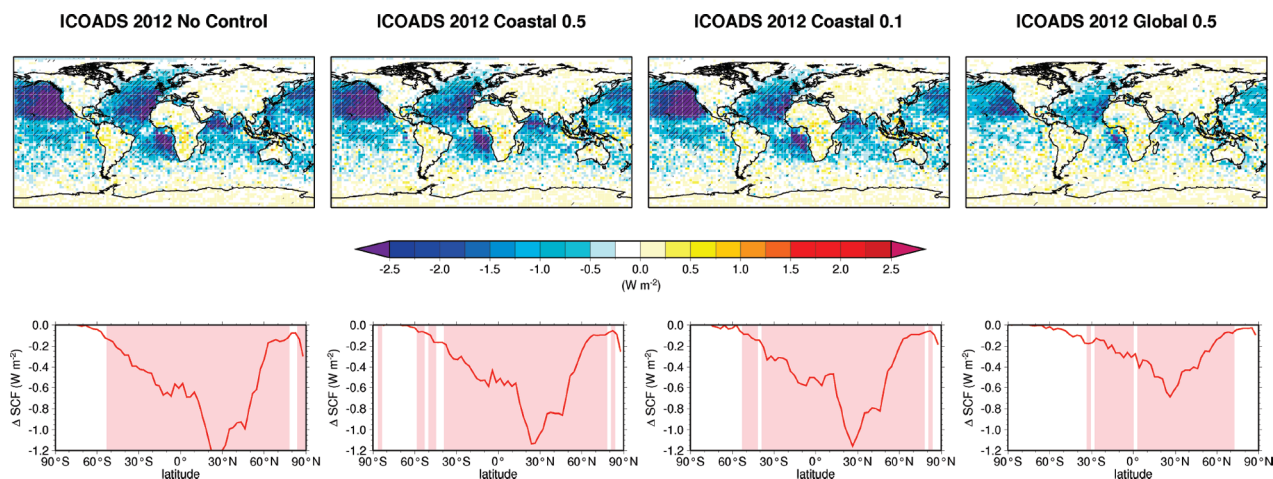 ICOADS 2012 No Control
ICOADS 2012 Coastal 0.5
ICOADS 2012 Coastal 0.1
ICOADS 2012 Global 0.5
-2.5 -2.0 -1.5 -1.0 -0.5 0.0 0.5 1.0 1.5 2.0 2.5
(W m-2)
0.0
-0.2
-0.4
-0.6
-0.8
-1.0
-1.2
Δ SCF (W m-2)
90°S 60°S 30°S 0° 30°N 60°N 90°N
latitude
0.0
-0.2
-0.4
-0.6
-0.8
-1.0
-1.2
Δ SCF (W m-2)
90°S 60°S 30°S 0° 30°N 60°N 90°N
latitude
0.0
-0.2
-0.4
-0.6
-0.8
-1.0
-1.2
Δ SCF (W m-2)
90°S 60°S 30°S 0° 30°N 60°N 90°N
latitude
0.0
-0.2
-0.4
-0.6
-0.8
-1.0
-1.2
Δ SCF (W m-2)
90°S 60°S 30°S 0° 30°N 60°N 90°N
latitude